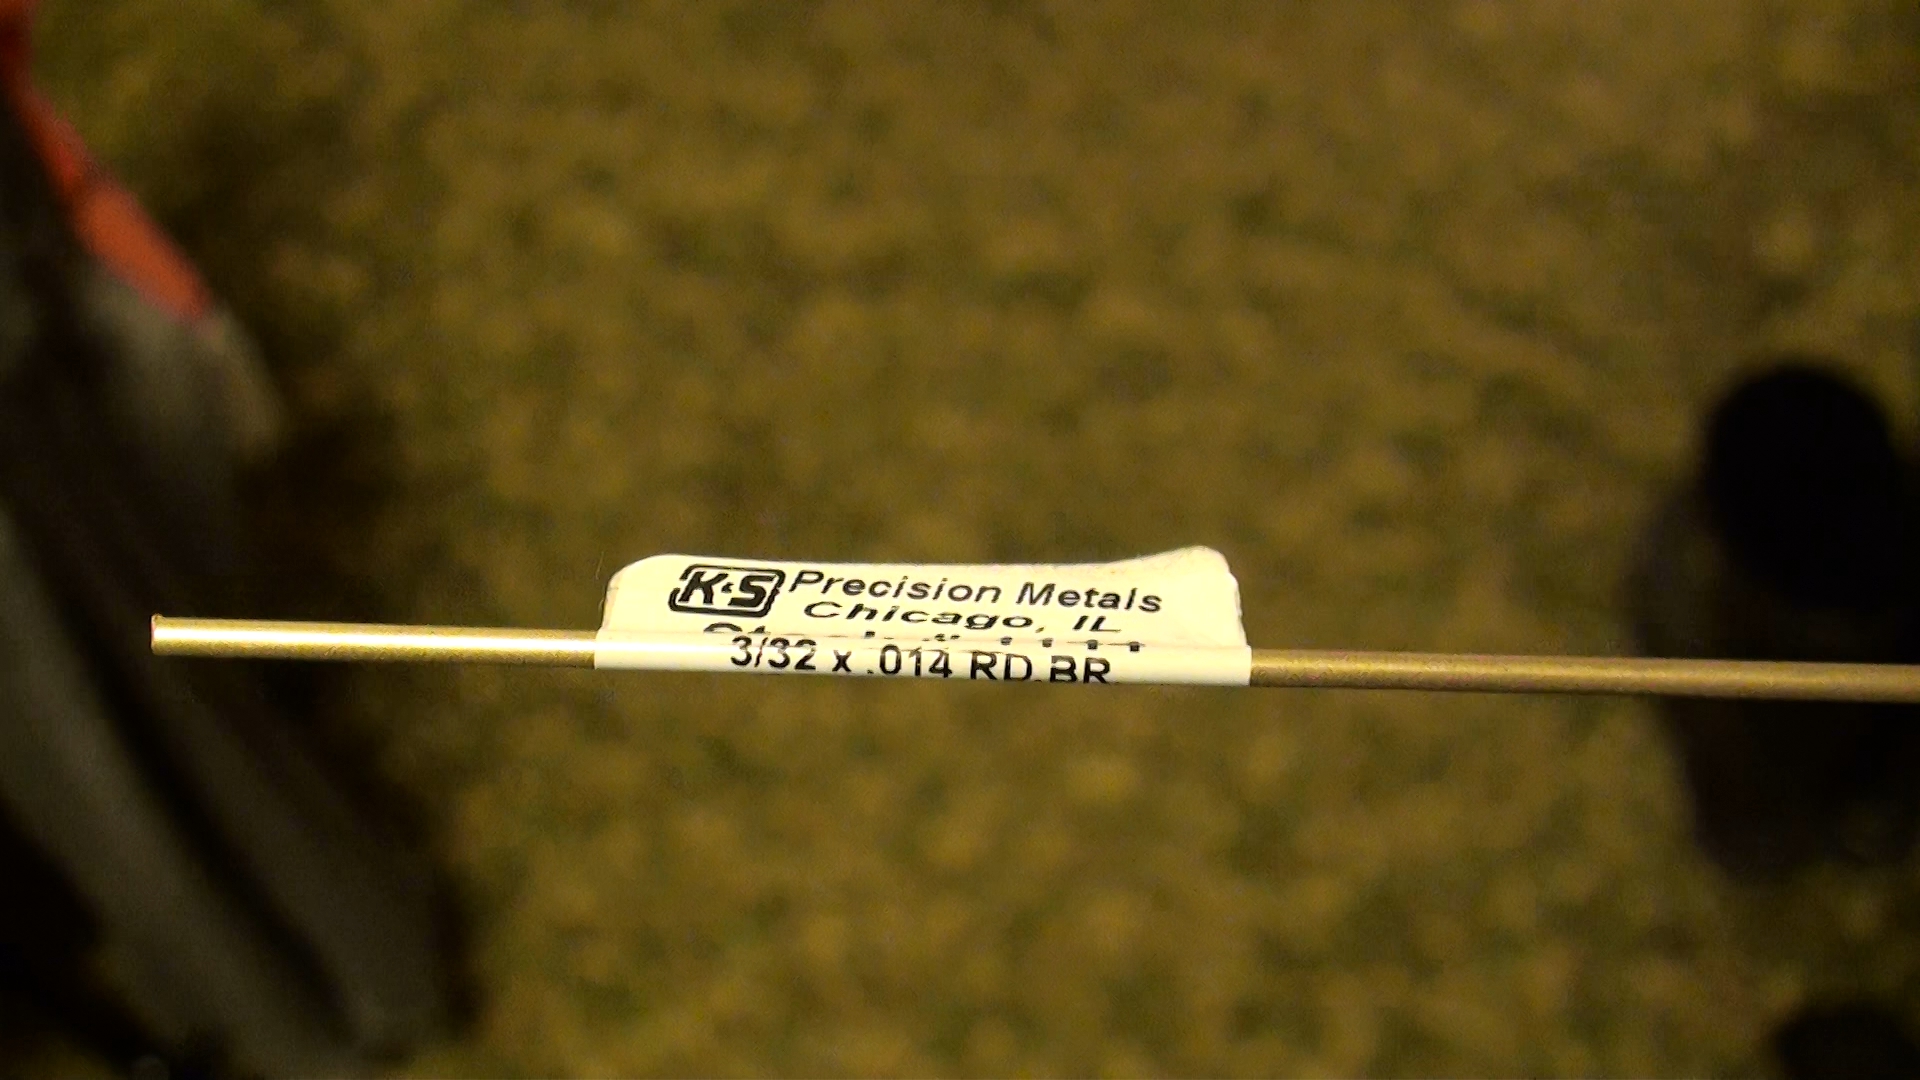 K&S Precision Metals
Chicago, IL
3/32 x .014 RD.BR.